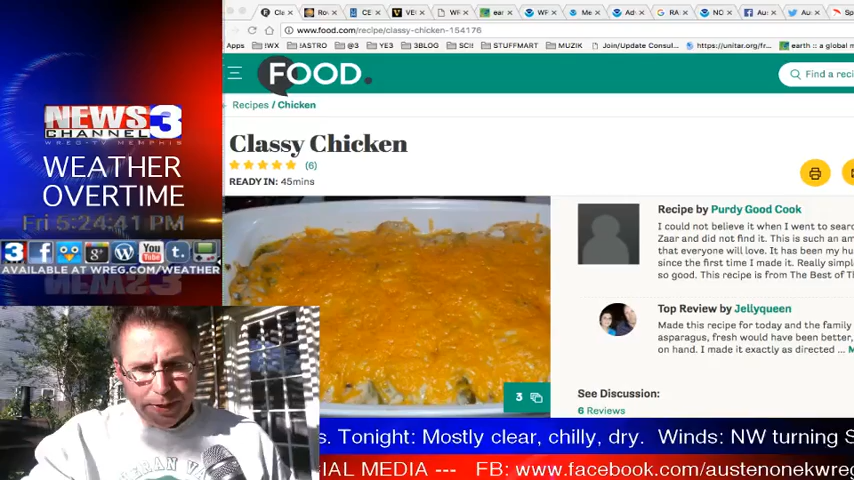 NEWS
CHANNEL 3
WREG-TV MEMPHIS
WEATHER
OVERTIME
Fri 5:24:41 PM
AVAILABLE AT WREG.COM/WEATHER
www.food.com/recipe/classy-chicken-154176
Apps !WX !ASTRO @3 YE3 3BLOG SCI! STUFFMART MUZIK Join/Update Consul... https://unitar.org/fr... earth :: a global m
FOOD.
Find a reci
Recipes / Chicken
Classy Chicken
(6)
READY IN: 45mins
Recipe by Purdy Good Cook
I could not believe it when I went to searc
Zaar and did not find it. This is such an am
that everyone will love. It has been my hu
since the first time I made it. Really simpl
so good. This recipe is from The Best of T
Top Review by Jellyqueen
Made this recipe for today and the family
asparagus, fresh would have been better,
on hand. I made it exactly as directed ... M
3
See Discussion:
6 Reviews
s. Tonight: Mostly clear, chilly, dry. Winds: NW turning S
IAL MEDIA --- FB: www.facebook.com/austenonekwreg